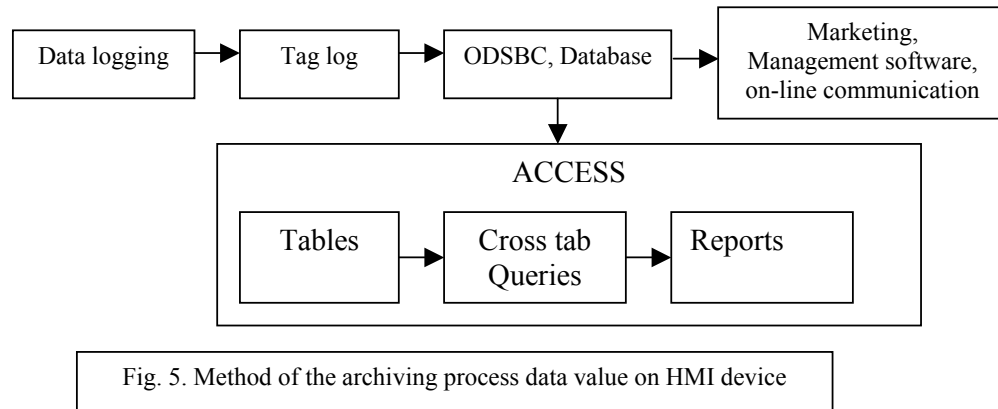 Data logging
Tag log
ODSBC, Database
Marketing,
Management software,
on-line communication
ACCESS
Tables
Cross tab
Queries
Reports
Fig. 5. Method of the archiving process data value on HMI device